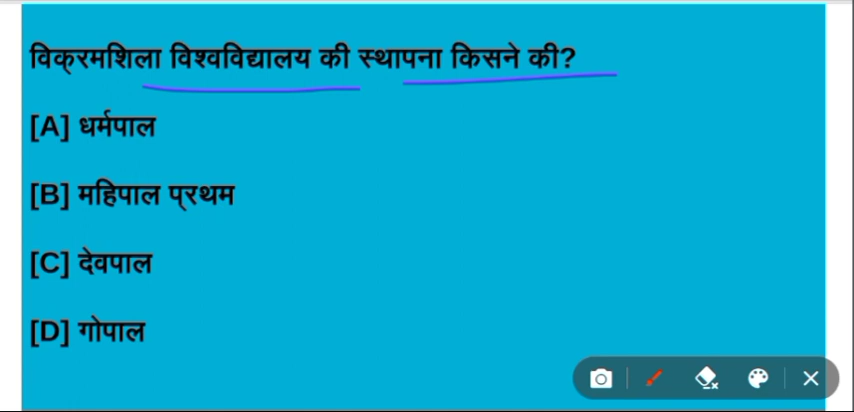 विक्रमशिला विश्वविद्यालय की स्थापना किसने की?
[A] धर्मपाल
[B] महिपाल प्रथम
[C] देवपाल
[D] गोपाल